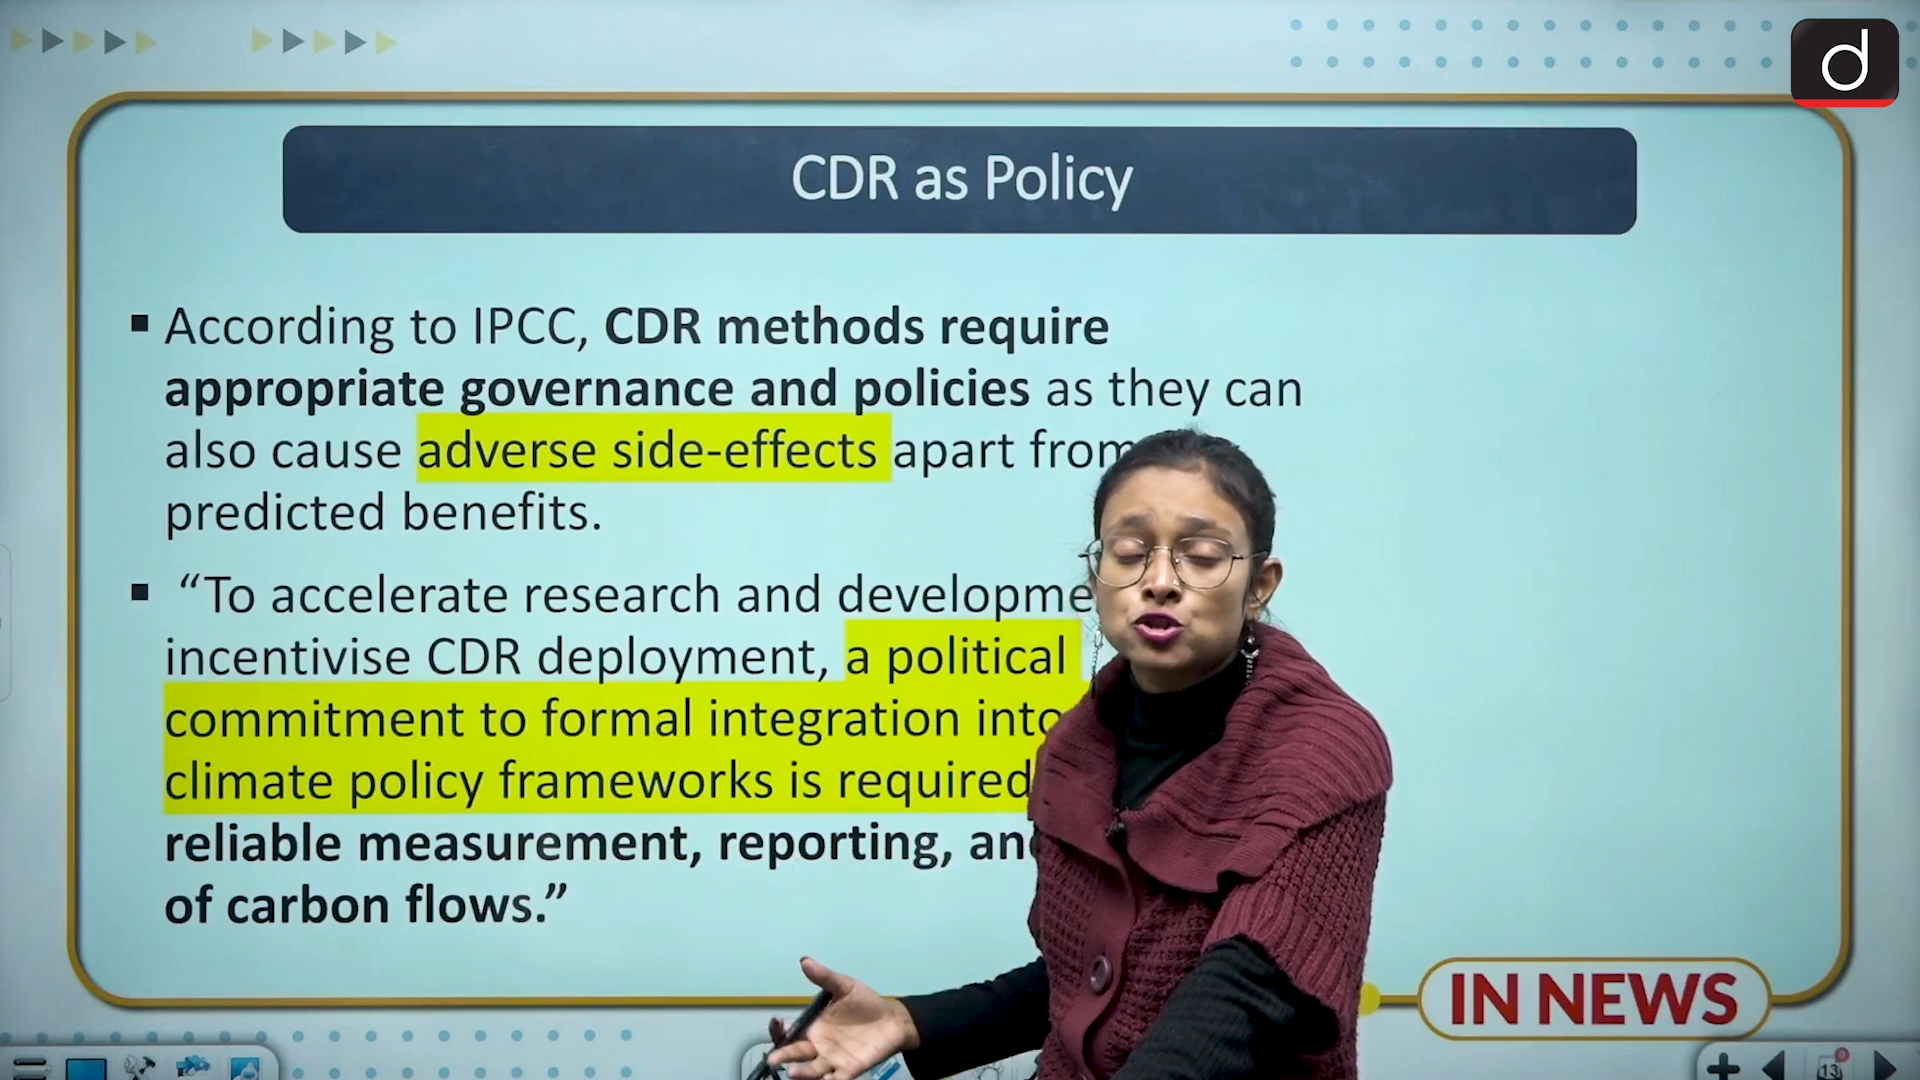 d
CDR as Policy
According to IPCC, CDR methods require
appropriate governance and policies as they can
also cause adverse side-effects apart from
predicted benefits.
“To accelerate research and
incentivise CDR deployment, a political
commitment to formal integration into
climate policy frameworks is required
reliable measurement, reporting,
of carbon flows.”
IN NEWS
13